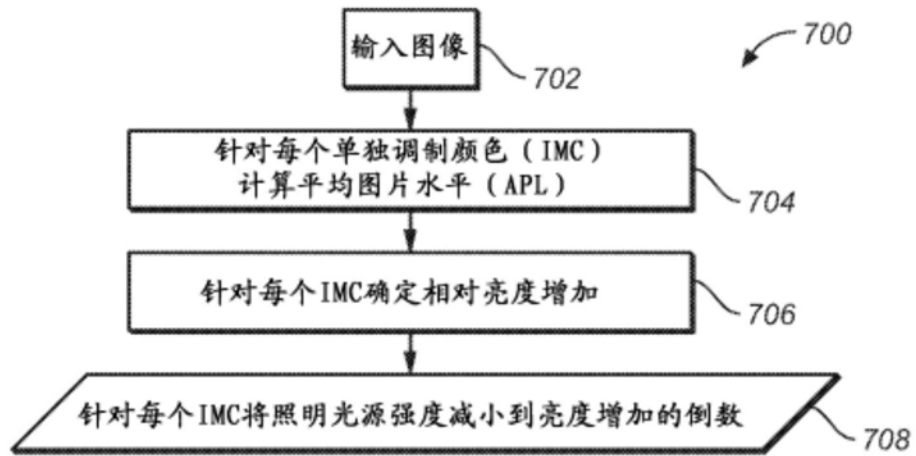 输入图像
700
702
针对每个单独调制颜色（IMC）
计算平均图片水平（APL）
704
针对每个IMC确定相对亮度增加
706
针对每个IMC将照明光源强度减小到亮度增加的倒数
708